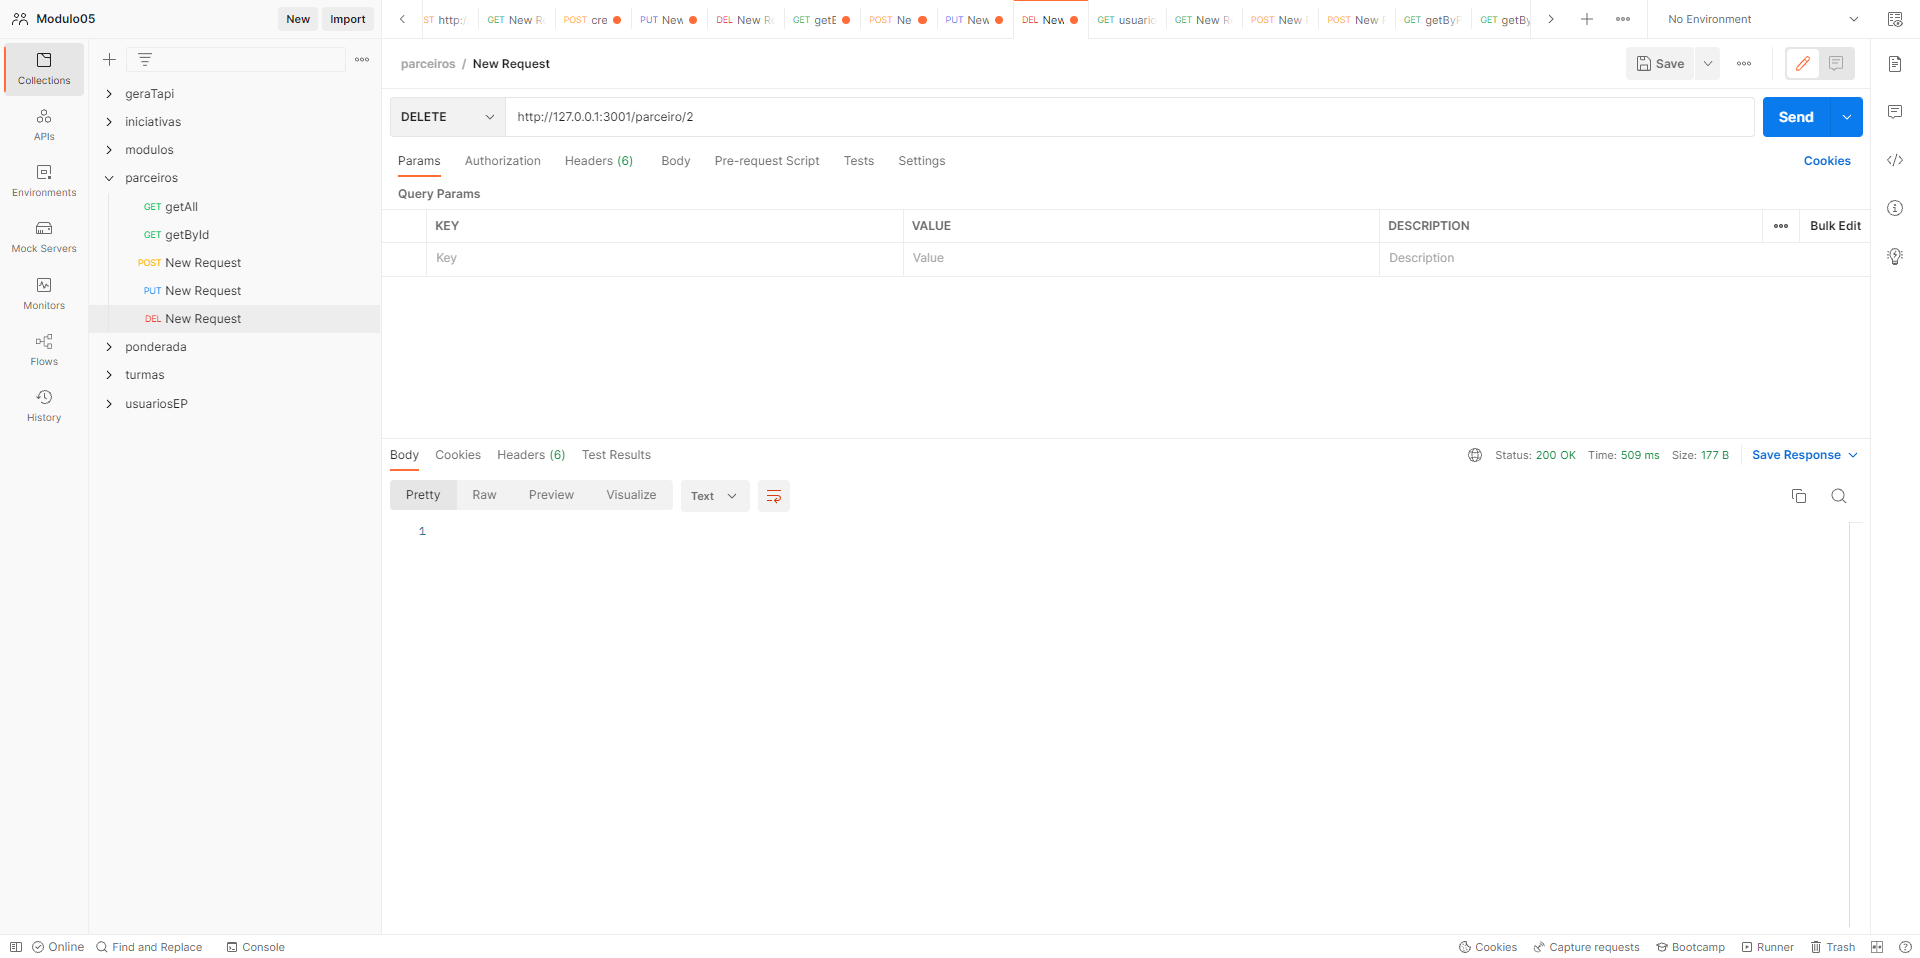 Modulo05
New
Import
http:/
GET New R
POST cre
PUT New
DEL New R
GET getE
POST Ne
PUT New
DEL New
GET usuario
GET New R
POST New
POST New
GET getByF
GET getBy
No Environment
Collections
APIs
Environments
Mock Servers
Monitors
Flows
History
geraTapi
iniciativas
modulos
parceiros
GET getAll
GET getById
POST New Request
PUT New Request
DEL New Request
ponderada
turmas
usuariosEP
parceiros / New Request
Save
DELETE
http://127.0.0.1:3001/parceiro/2
Send
Params Authorization Headers (6) Body Pre-request Script Tests Settings
Cookies
Query Params
KEY VALUE DESCRIPTION Bulk Edit
Key Value Description
Body Cookies Headers (6) Test Results
Status: 200 OK Time: 509 ms Size: 177 B Save Response
Pretty Raw Preview Visualize Text
1
Online Find and Replace Console
Cookies Capture requests Bootcamp Runner Trash